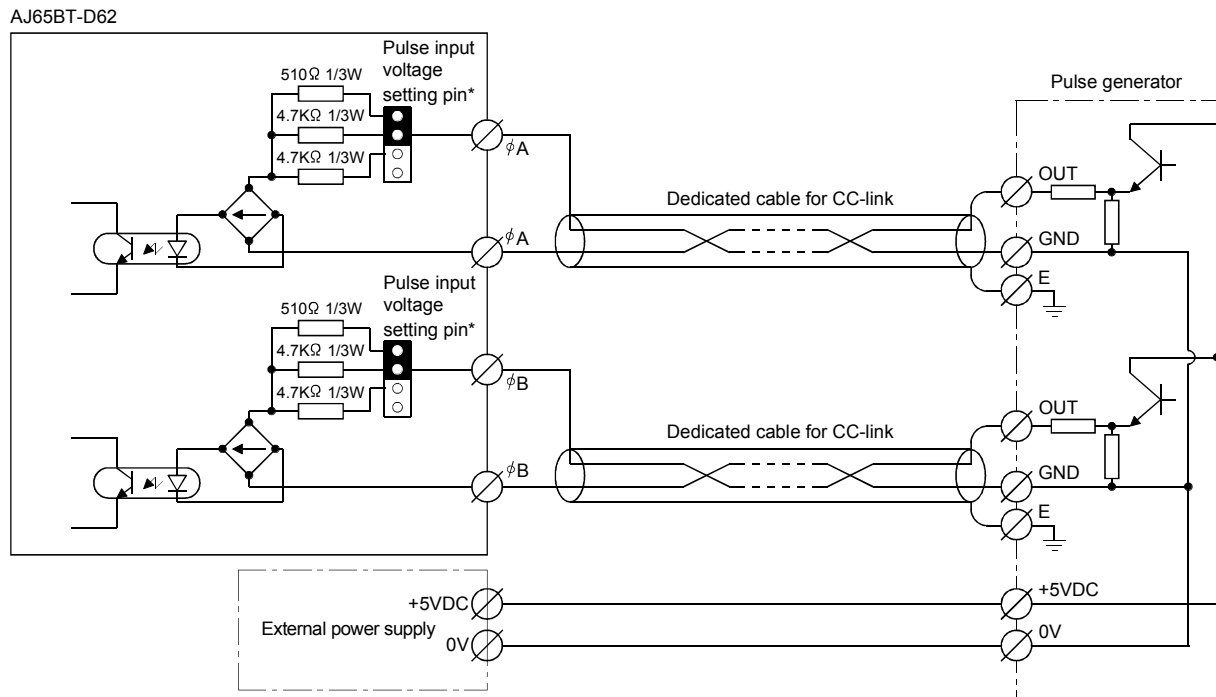 AJ65BT-D62
Pulse input
voltage
setting pin*
510Ω 1/3W
4.7KΩ 1/3W
4.7KΩ 1/3W
φA
φA
Dedicated cable for CC-link
Pulse generator
OUT
GND
E
Pulse input
voltage
setting pin*
510Ω 1/3W
4.7KΩ 1/3W
4.7KΩ 1/3W
φB
φB
Dedicated cable for CC-link
OUT
GND
E
External power supply
+5VDC
0V
+5VDC
0V